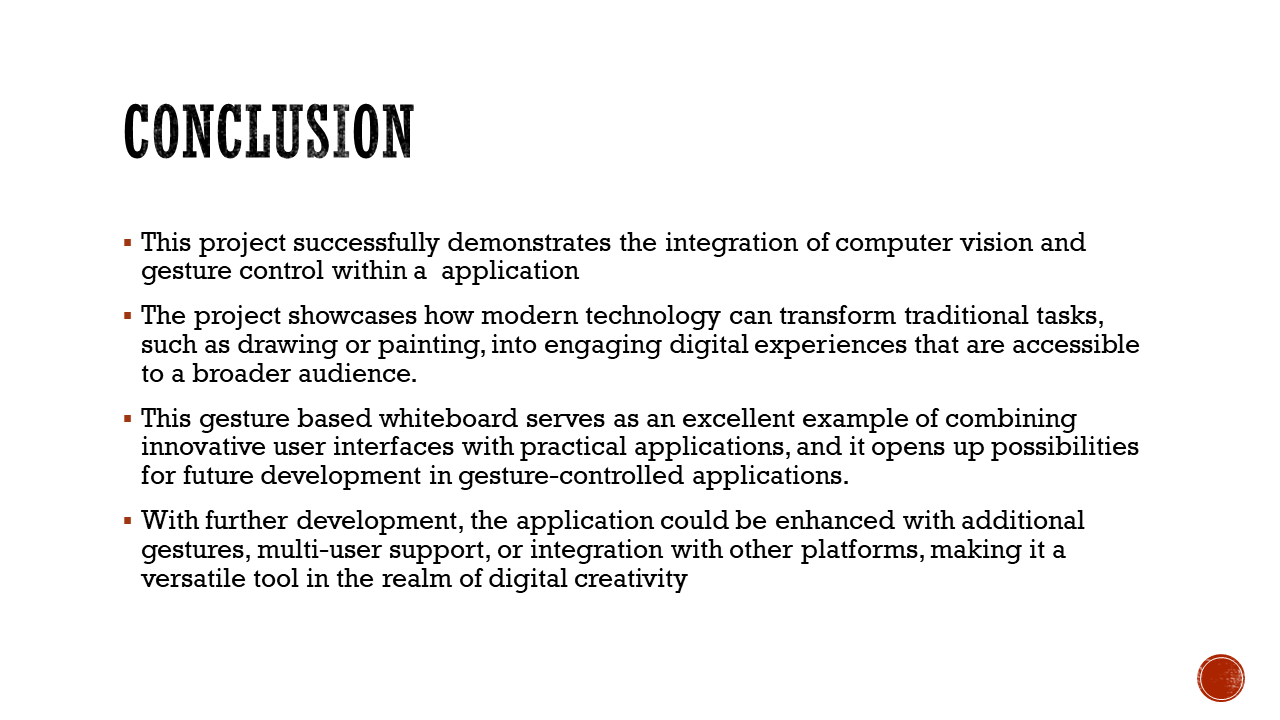 CONCLUSION
▪ This project successfully demonstrates the integration of computer vision and
gesture control within a  application
▪ The project showcases how modern technology can transform traditional tasks,
such as drawing or painting, into engaging digital experiences that are accessible
to a broader audience.
▪ This gesture based whiteboard serves as an excellent example of combining
innovative user interfaces with practical applications, and it opens up possibilities
for future development in gesture-controlled applications.
▪ With further development, the application could be enhanced with additional
gestures, multi-user support, or integration with other platforms, making it a
versatile tool in the realm of digital creativity